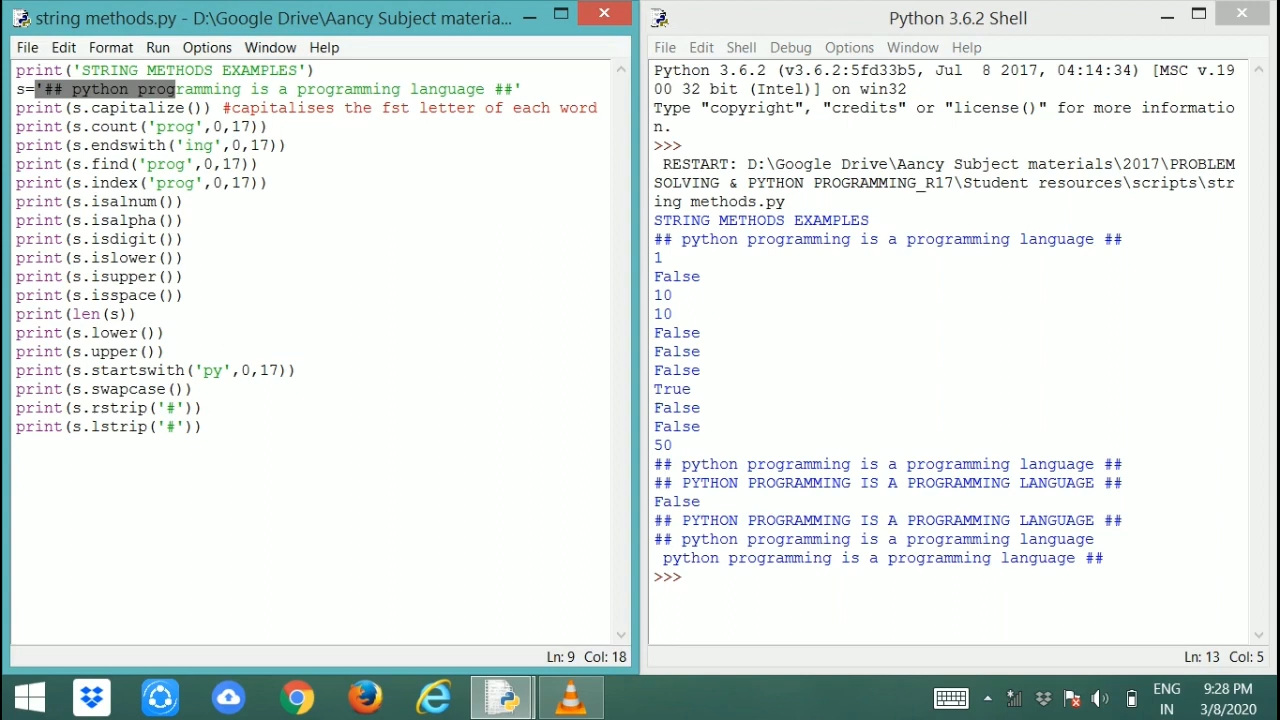 string methods.py - D:\Google Drive\Aancy Subject materia...
File Edit Format Run Options Window Help
print('STRING METHODS EXAMPLES')
s='## python programming is a programming language ##'
print(s.capitalize()) #capitalises the fst letter of each word
print(s.count('prog',0,17))
print(s.endswith('ing',0,17))
print(s.find('prog',0,17))
print(s.index('prog',0,17))
print(s.isalnum())
print(s.isalpha())
print(s.isdigit())
print(s.islower())
print(s.isupper())
print(s.isspace())
print(len(s))
print(s.lower())
print(s.upper())
print(s.startswith('py',0,17))
print(s.swapcase())
print(s.rstrip('#'))
print(s.lstrip('#'))
Ln: 9 Col: 18
Python 3.6.2 Shell
File Edit Shell Debug Options Window Help
Python 3.6.2 (v3.6.2:5fd33b5, Jul  8 2017, 04:14:34) [MSC v.19
00 32 bit (Intel)] on win32
Type "copyright", "credits" or "license()" for more informatio
n.
>>>
 RESTART: D:\Google Drive\Aancy Subject materials\2017\PROBLEM
SOLVING & PYTHON PROGRAMMING_R17\Student resources\scripts\str
ing methods.py
STRING METHODS EXAMPLES
## python programming is a programming language ##
1
False
10
10
False
False
False
True
False
False
50
## python programming is a programming language ##
## PYTHON PROGRAMMING IS A PROGRAMMING LANGUAGE ##
False
## PYTHON PROGRAMMING IS A PROGRAMMING LANGUAGE ##
## python programming is a programming language
 python programming is a programming language ##
>>>
Ln: 13 Col: 5
ENG 9:28 PM
IN 3/8/2020